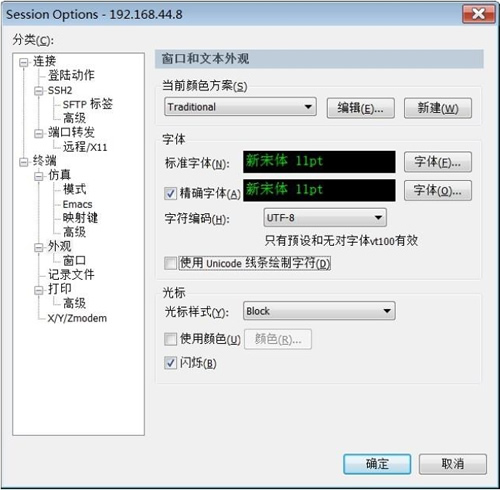 Session Options - 192.168.44.8
分类(C):
连接
登陆动作
SSH2
SFTP 标签
高级
端口转发
远程/X11
终端
仿真
模式
Emacs
映射键
高级
外观
窗口
记录文件
打印
高级
X/Y/Zmodem
窗口和文本外观
当前颜色方案(S)
Traditional 编辑(E)... 新建(W)
字体
标准字体(N): 新宋体 11pt 字体(F)...
精确字体(A) 新宋体 11pt 字体(O)...
字符编码(H): UTF-8
只有预设和无对字体vt100有效
使用 Unicode 线条绘制字符(D)
光标
光标样式(Y): Block
使用颜色(U) 颜色(R)...
闪烁(B)
确定 取消